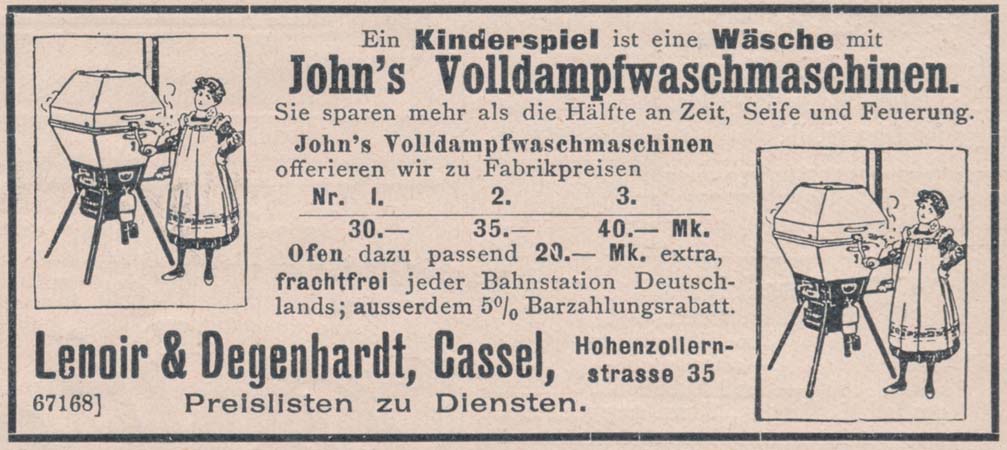 Ein Kinderspiel ist eine Wäsche mit
John's Volldampfwaschmaschinen.
Sie sparen mehr als die Hälfte an Zeit, Seife und Feuerung.
John's Volldampfwaschmaschinen
offerieren wir zu Fabrikpreisen
Nr. 1. 2. 3.
30.— 35.— 40.— Mk.
Ofen dazu passend 20.— Mk. extra,
frachtfrei jeder Bahnstation Deutsch-
lands; ausserdem 5% Barzahlungsrabatt.
Lenoir & Degenhardt, Cassel,
Hohenzollern-
strasse 35
67168]
Preislisten zu Diensten.